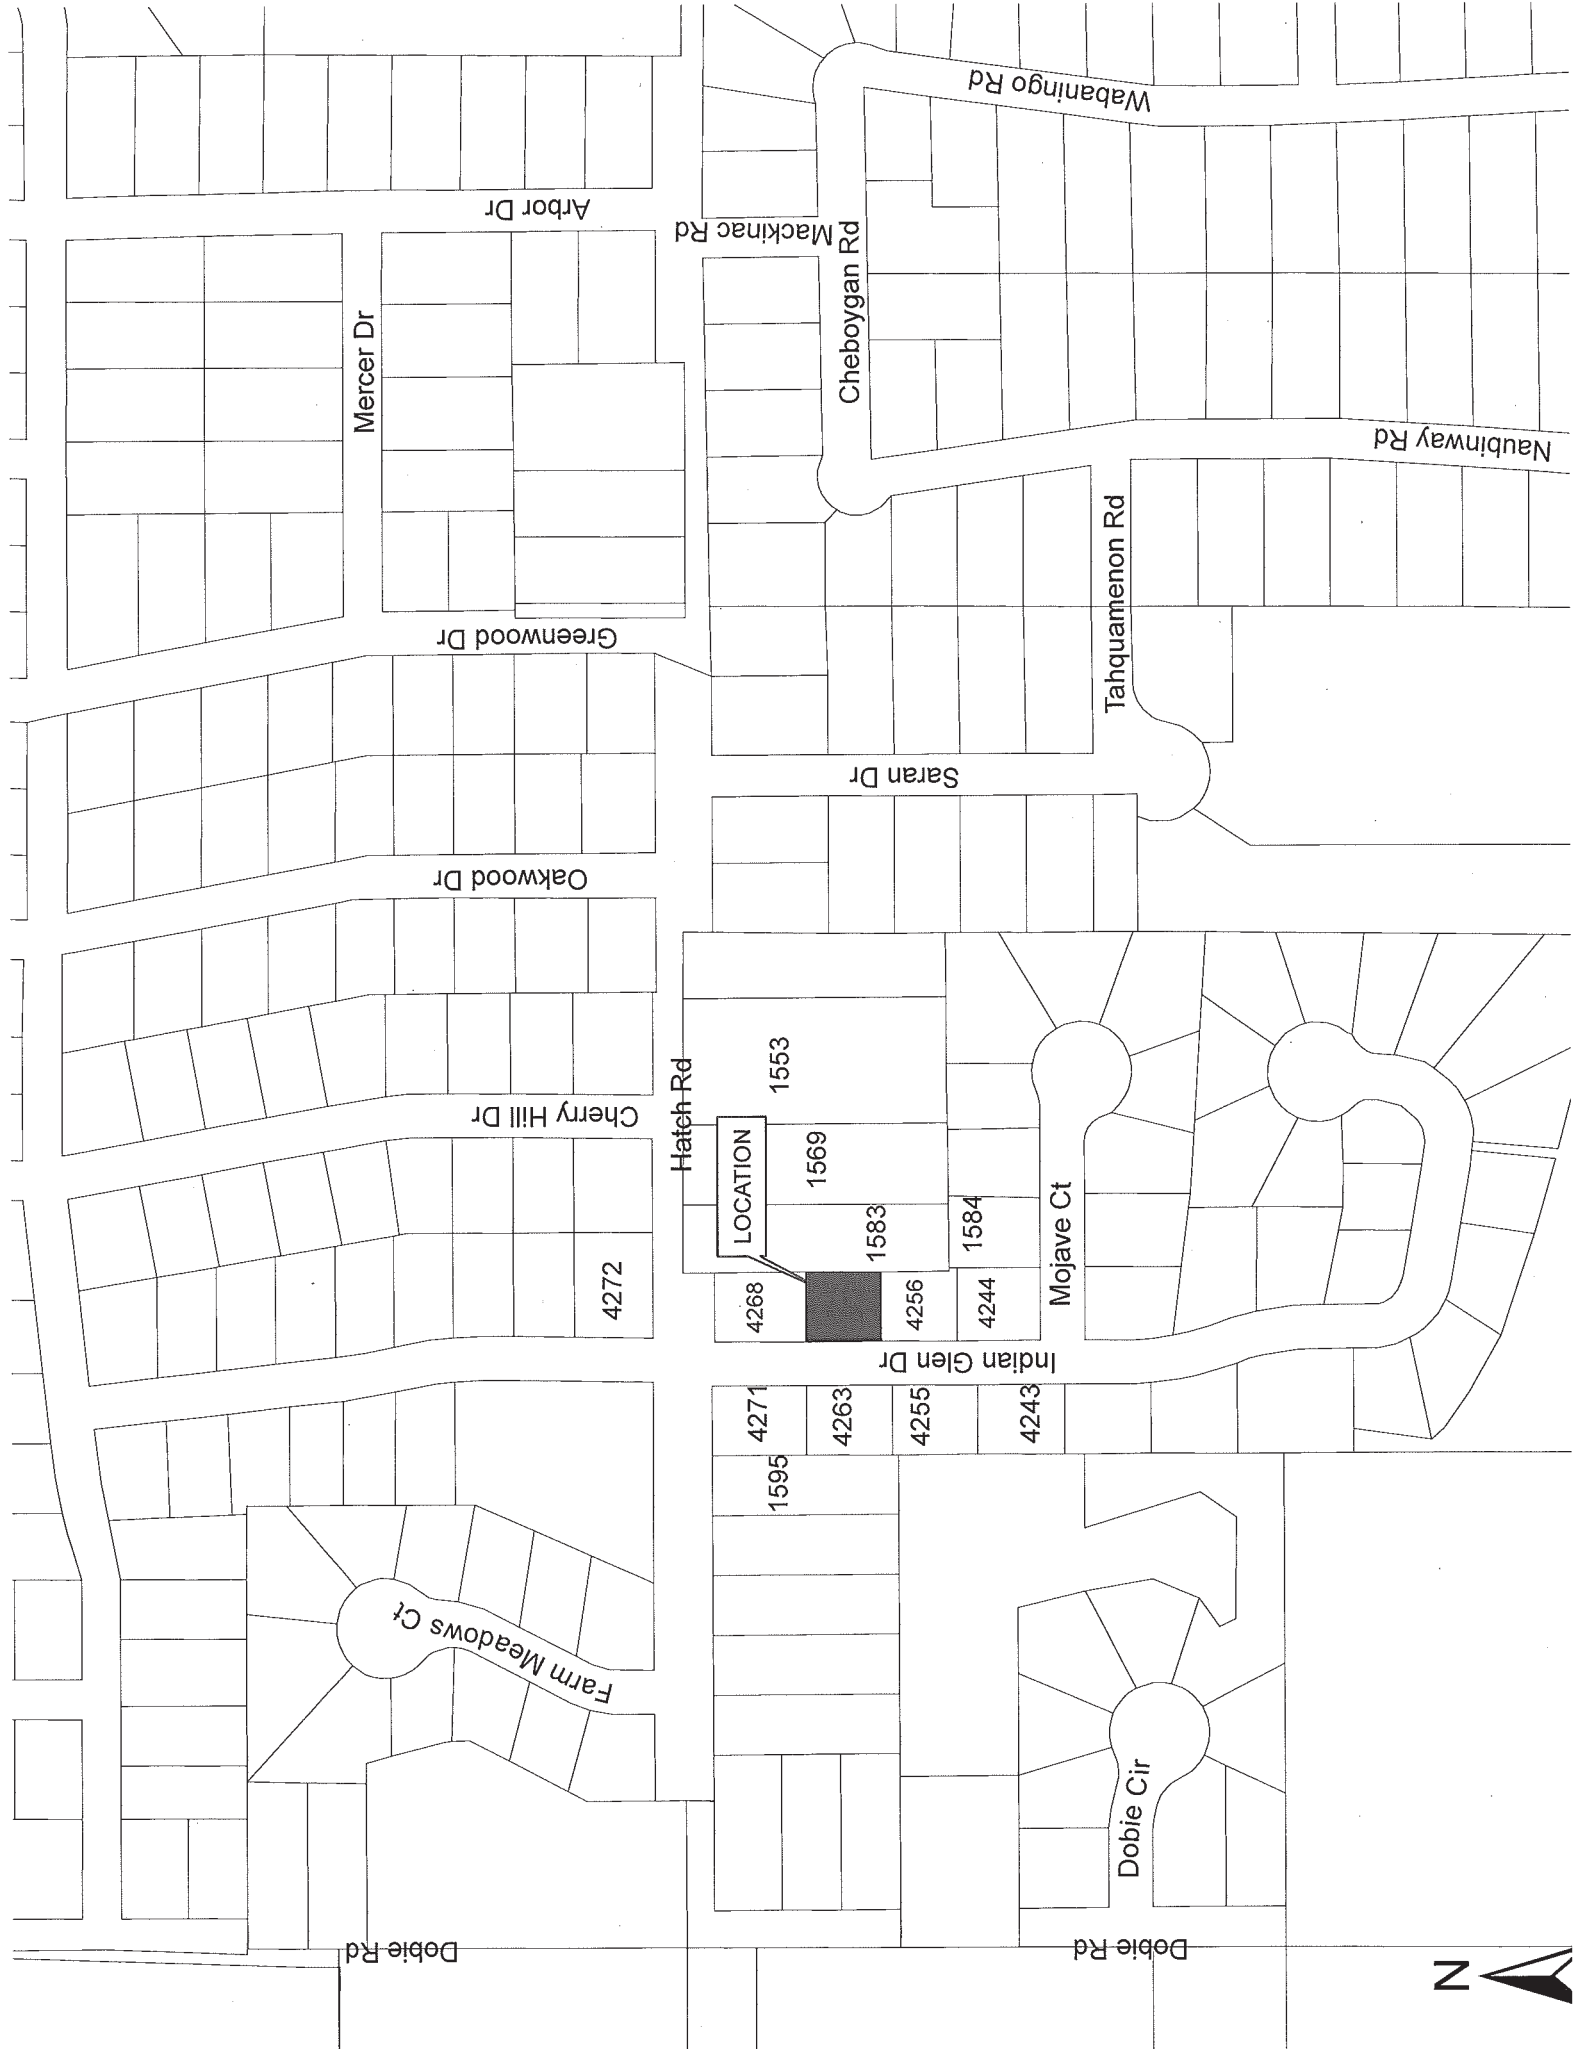 Wabaningo Rd
Arbor Dr
Mackinac Rd
Cheboygan Rd
Mercer Dr
Naubinway Rd
Tahquamenon Rd
Greenwood Dr
Saran Dr
Oakwood Dr
Hatch Rd
Cherry Hill Dr
1553
1569
LOCATION
1583
1584
Mojave Ct
4272
4268
4256
4244
Indian Glen Dr
4271
4263
4255
4243
1595
Farm Meadows Ct
Dobie Cir
Dobie Rd
Dobie Rd
N